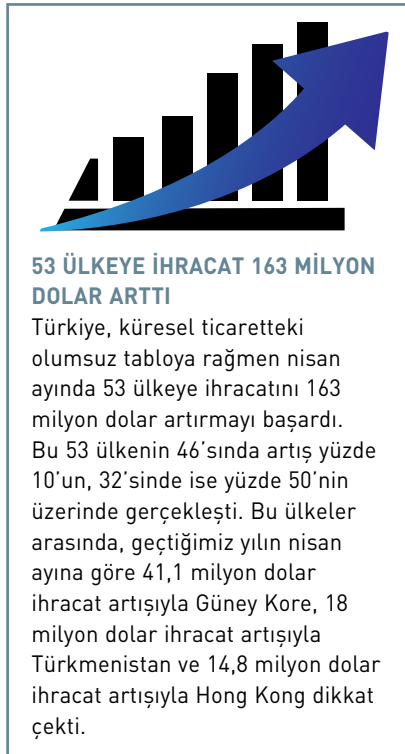 53 ÜLKEYE İHRACAT 163 MİLYON
DOLAR ARTTI
Türkiye, küresel ticaretteki
olumsuz tabloya rağmen nisan
ayında 53 ülkeye ihracatını 163
milyon dolar artırmayı başardı.
Bu 53 ülkenin 46’sında artış yüzde
10’un, 32’sinde ise yüzde 50’nin
üzerinde gerçekleşti. Bu ülkeler
arasında, geçtiğimiz yılın nisan
ayına göre 41,1 milyon dolar
ihracat artışıyla Güney Kore, 18
milyon dolar ihracat artışıyla
Türkmenistan ve 14,8 milyon dolar
ihracat artışıyla Hong Kong dikkat
çekti.